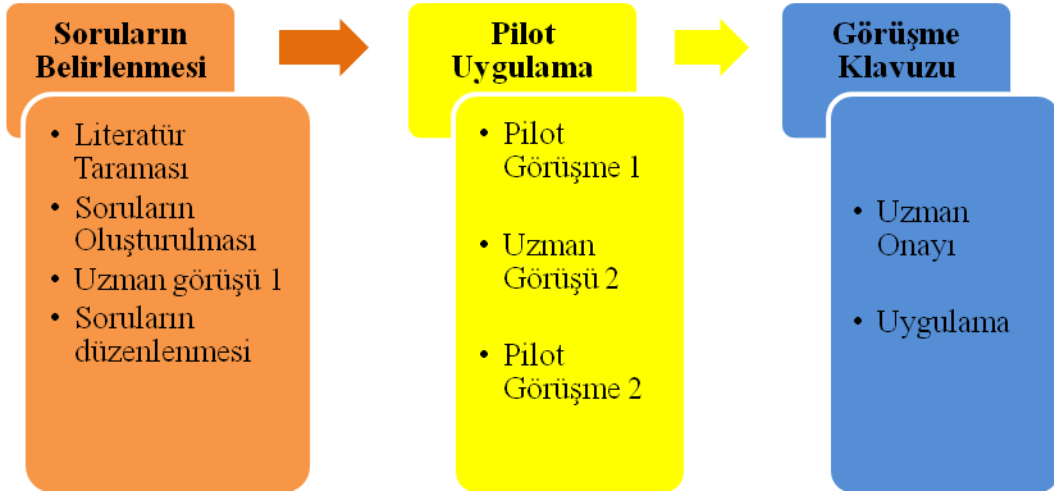 Soruların
Belirlenmesi
• Literatür
Taraması
• Soruların
Oluşturulması
• Uzman görüşü 1
• Soruların
düzenlenmesi
Pilot
Uygulama
• Pilot
Görüşme 1
• Uzman
Görüşü 2
• Pilot
Görüşme 2
Görüşme
Klavuzu
• Uzman
Onayı
• Uygulama